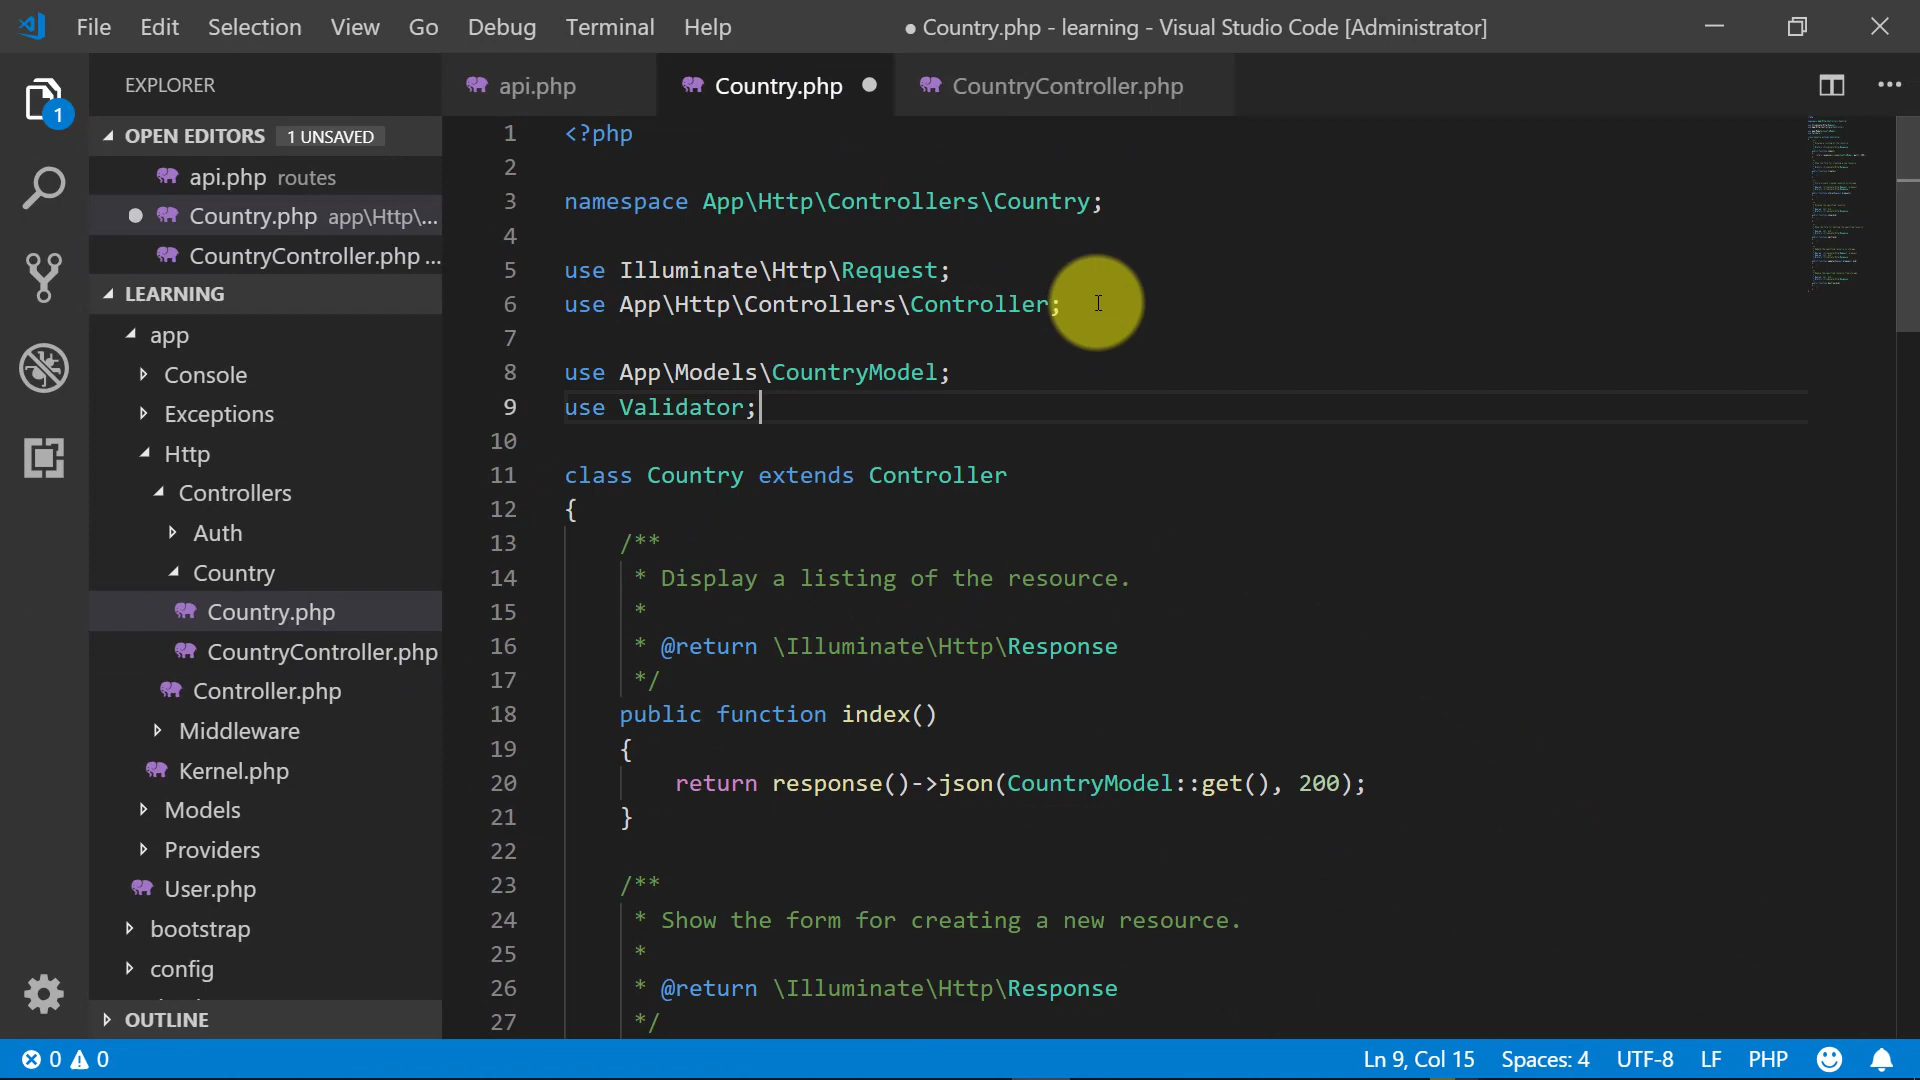 File Edit Selection View Go Debug Terminal Help
● Country.php - learning - Visual Studio Code [Administrator]
EXPLORER
1
OPEN EDITORS 1 UNSAVED
api.php routes
Country.php app\Http\...
CountryController.php ...
LEARNING
app
Console
Exceptions
Http
Controllers
Auth
Country
Country.php
CountryController.php
Controller.php
Middleware
Kernel.php
Models
Providers
User.php
bootstrap
config
OUTLINE
api.php Country.php CountryController.php
1 <?php
2
3 namespace App\Http\Controllers\Country;
4
5 use Illuminate\Http\Request;
6 use App\Http\Controllers\Controller;
7
8 use App\Models\CountryModel;
9 use Validator;
10
11 class Country extends Controller
12 {
13 /**
14 * Display a listing of the resource.
15 *
16 * @return \Illuminate\Http\Response
17 */
18 public function index()
19 {
20 return response()->json(CountryModel::get(), 200);
21 }
22
23 /**
24 * Show the form for creating a new resource.
25 *
26 * @return \Illuminate\Http\Response
27 */
0 0
Ln 9, Col 15 Spaces: 4 UTF-8 LF PHP